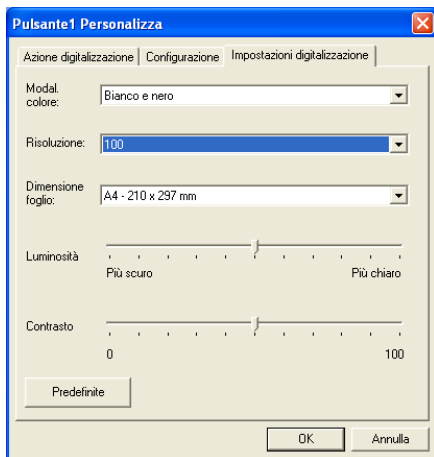 Pulsante1 Personalizza
Azione digitalizzazione Configurazione Impostazioni digitalizzazione
Modal. colore: Bianco e nero
Risoluzione: 100
Dimensione foglio: A4 - 210 x 297 mm
Luminosità
Più scuro Più chiaro
Contrasto
0 100
Predefinite
OK Annulla